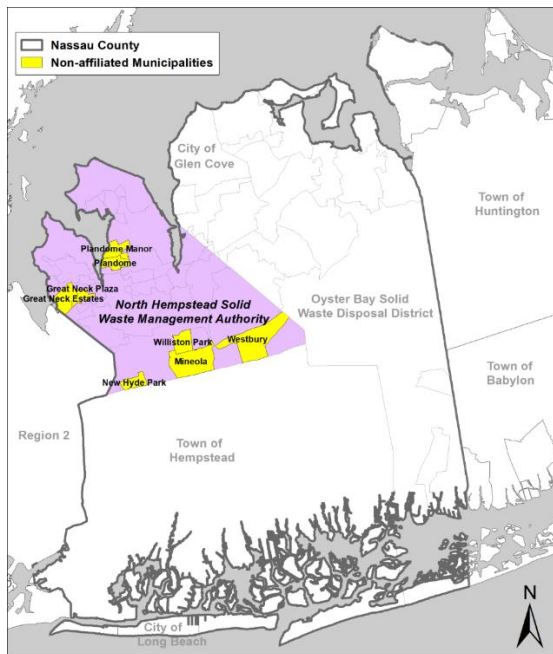 Nassau County
Non-affiliated Municipalities
City of
Glen Cove
Town of
Huntington
Plandome Manor
Plandome
Great Neck Plaza
Great Neck Estates
North Hempstead Solid
Waste Management Authority
Oyster Bay Solid
Waste Disposal District
Williston Park
Westbury
Mineola
New Hyde Park
Town of
Babylon
Region 2
Town of
Hempstead
City of
Long Beach
N